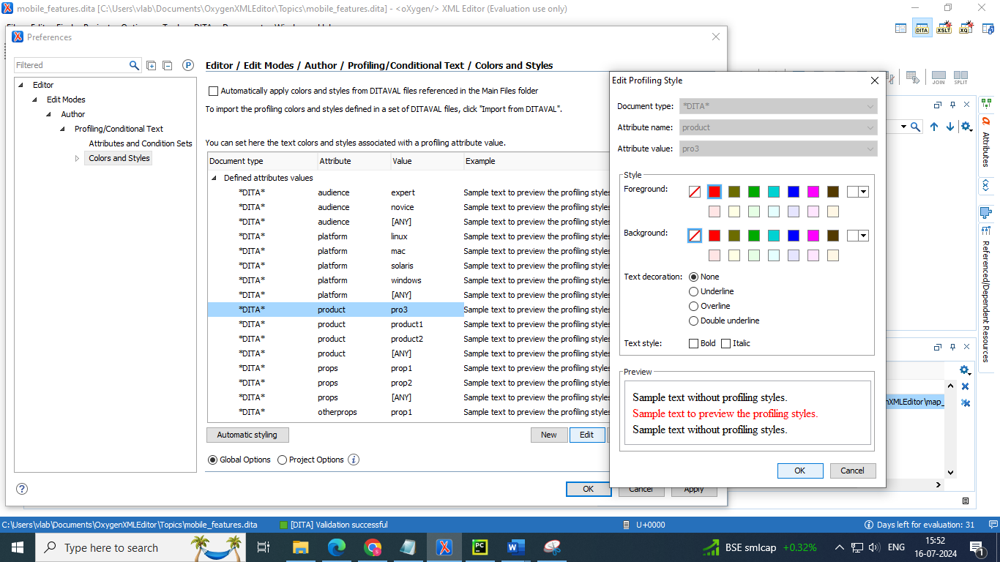 mobile_features.dita [C:\Users\vlab\Documents\OxygenXMLEditor\Topics\mobile_features.dita] - <oXygen/> XML Editor (Evaluation use only)
Preferences
Filtered
P
Editor
Edit Modes
Author
Profiling/Conditional Text
Attributes and Condition Sets
Colors and Styles
Editor / Edit Modes / Author / Profiling/Conditional Text / Colors and Styles
Automatically apply colors and styles from DITAVAL files referenced in the Main Files folder
To import the profiling colors and styles defined in a set of DITAVAL files, click "Import from DITAVAL".
You can set here the text colors and styles associated with a profiling attribute value.
Document type Attribute Value Example
Defined attributes values
*DITA* audience expert Sample text to preview the profiling styles
*DITA* audience novice Sample text to preview the profiling styles
*DITA* audience [ANY] Sample text to preview the profiling styles
*DITA* platform linux Sample text to preview the profiling styles
*DITA* platform mac Sample text to preview the profiling styles
*DITA* platform solaris Sample text to preview the profiling styles
*DITA* platform windows Sample text to preview the profiling styles
*DITA* platform [ANY] Sample text to preview the profiling styles
*DITA* product pro3 Sample text to preview the profiling styles
*DITA* product product1 Sample text to preview the profiling styles
*DITA* product product2 Sample text to preview the profiling styles
*DITA* product [ANY] Sample text to preview the profiling styles
*DITA* props prop1 Sample text to preview the profiling styles
*DITA* props prop2 Sample text to preview the profiling styles
*DITA* props [ANY] Sample text to preview the profiling styles
*DITA* otherprops prop1 Sample text to preview the profiling styles
Automatic styling New Edit
Global Options Project Options
OK Cancel Apply
Edit Profiling Style
Document type: *DITA*
Attribute name: product
Attribute value: pro3
Style
Foreground:
Background:
Text decoration: None
Underline
Overline
Double underline
Text style: Bold Italic
Preview
Sample text without profiling styles.
Sample text to preview the profiling styles.
Sample text without profiling styles.
OK Cancel
DITA XSLT XQ
JOIN SPLIT
Attributes
Referenced/Dependent Resources
nXMLEditor\map_
C:\Users\vlab\Documents\OxygenXMLEditor\Topics\mobile_features.dita [DITA] Validation successful U+0000 Days left for evaluation: 31
Type here to search
BSE smlcap +0.32% ENG 15:52
16-07-2024
1